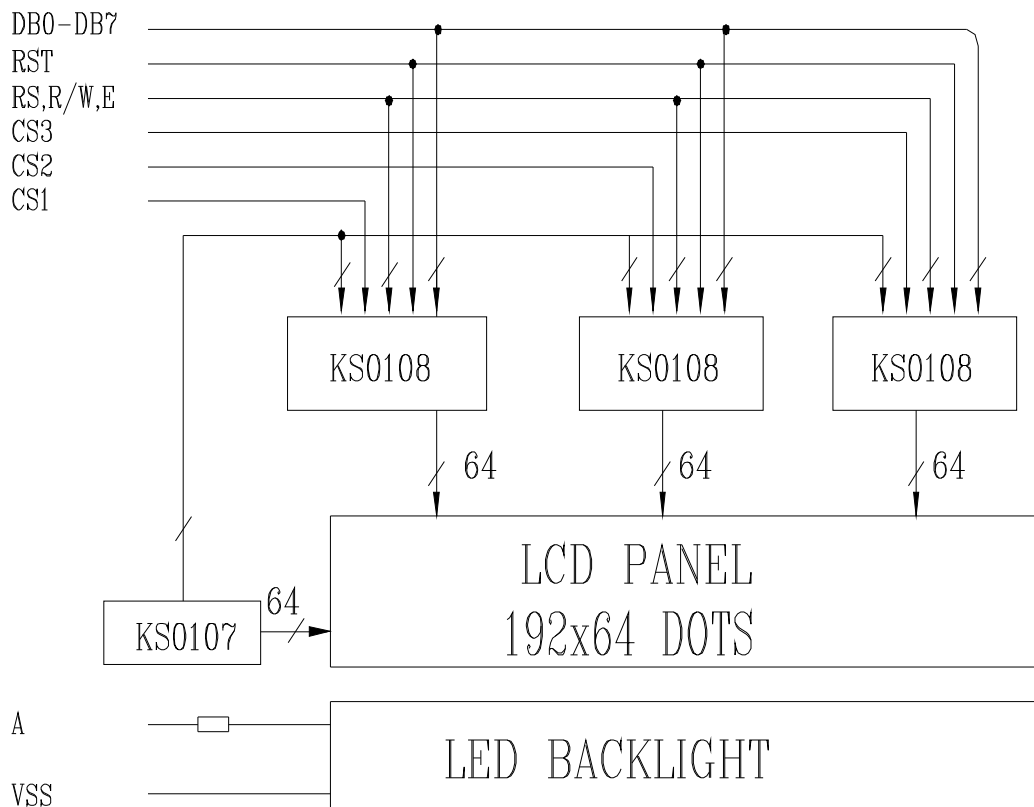 DB0-DB7
RST
RS,R/W,E
CS3
CS2
CS1
KS0108
KS0108
KS0108
64
64
64
LCD PANEL
192x64 DOTS
64
KS0107
A
LED BACKLIGHT
VSS